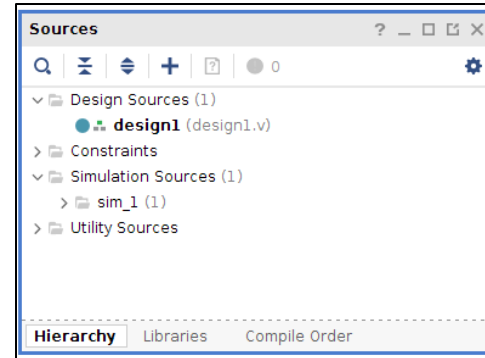 Sources
?
0
Design Sources (1)
design1 (design1.v)
Constraints
Simulation Sources (1)
sim_1 (1)
Utility Sources
Hierarchy Libraries Compile Order